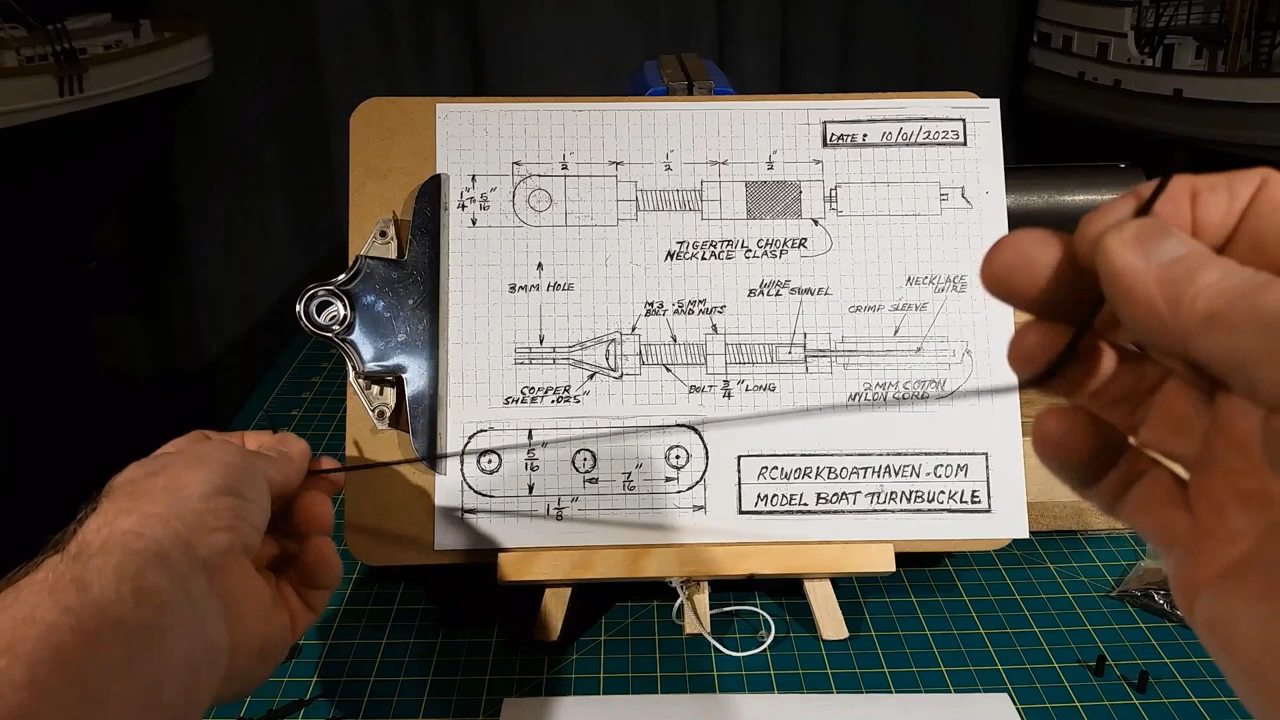 DATE: 10/01/2023
1/2" 1/2" 1/2"
1/4" TO 5/16"
TIGERTAIL CHOKER
NECKLACE CLASP
3MM HOLE
M3 .5MM
BOLT AND NUTS
WIRE
BALL SWIVEL
NECKLACE
WIRE
CRIMP SLEEVE
COPPER
SHEET .025"
BOLT 3/4" LONG
2MM COTTON
NYLON CORD
5/16"
7/16"
1 1/8"
RCWORKBOATHAVEN.COM
MODEL BOAT TURNBUCKLE